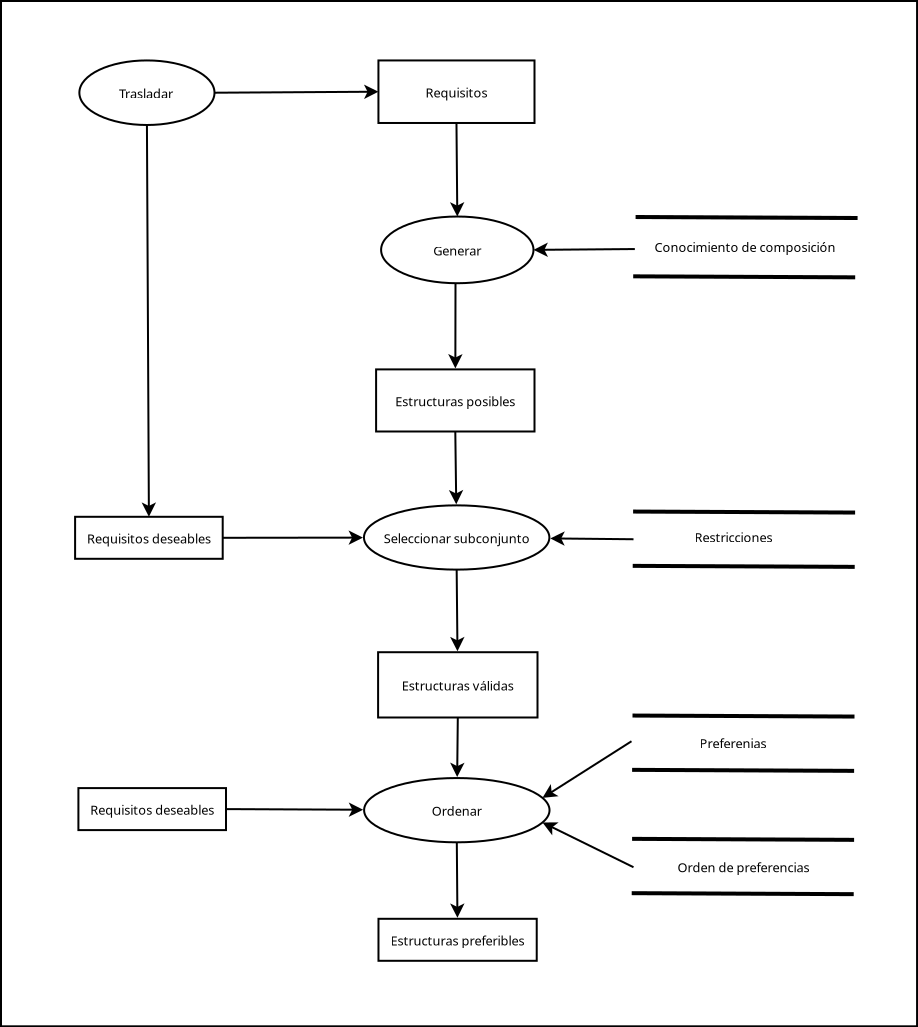 Trasladar
Requisitos
Generar
Conocimiento de composición
Estructuras posibles
Requisitos deseables
Seleccionar subconjunto
Restricciones
Estructuras válidas
Preferenias
Requisitos deseables
Ordenar
Orden de preferencias
Estructuras preferibles